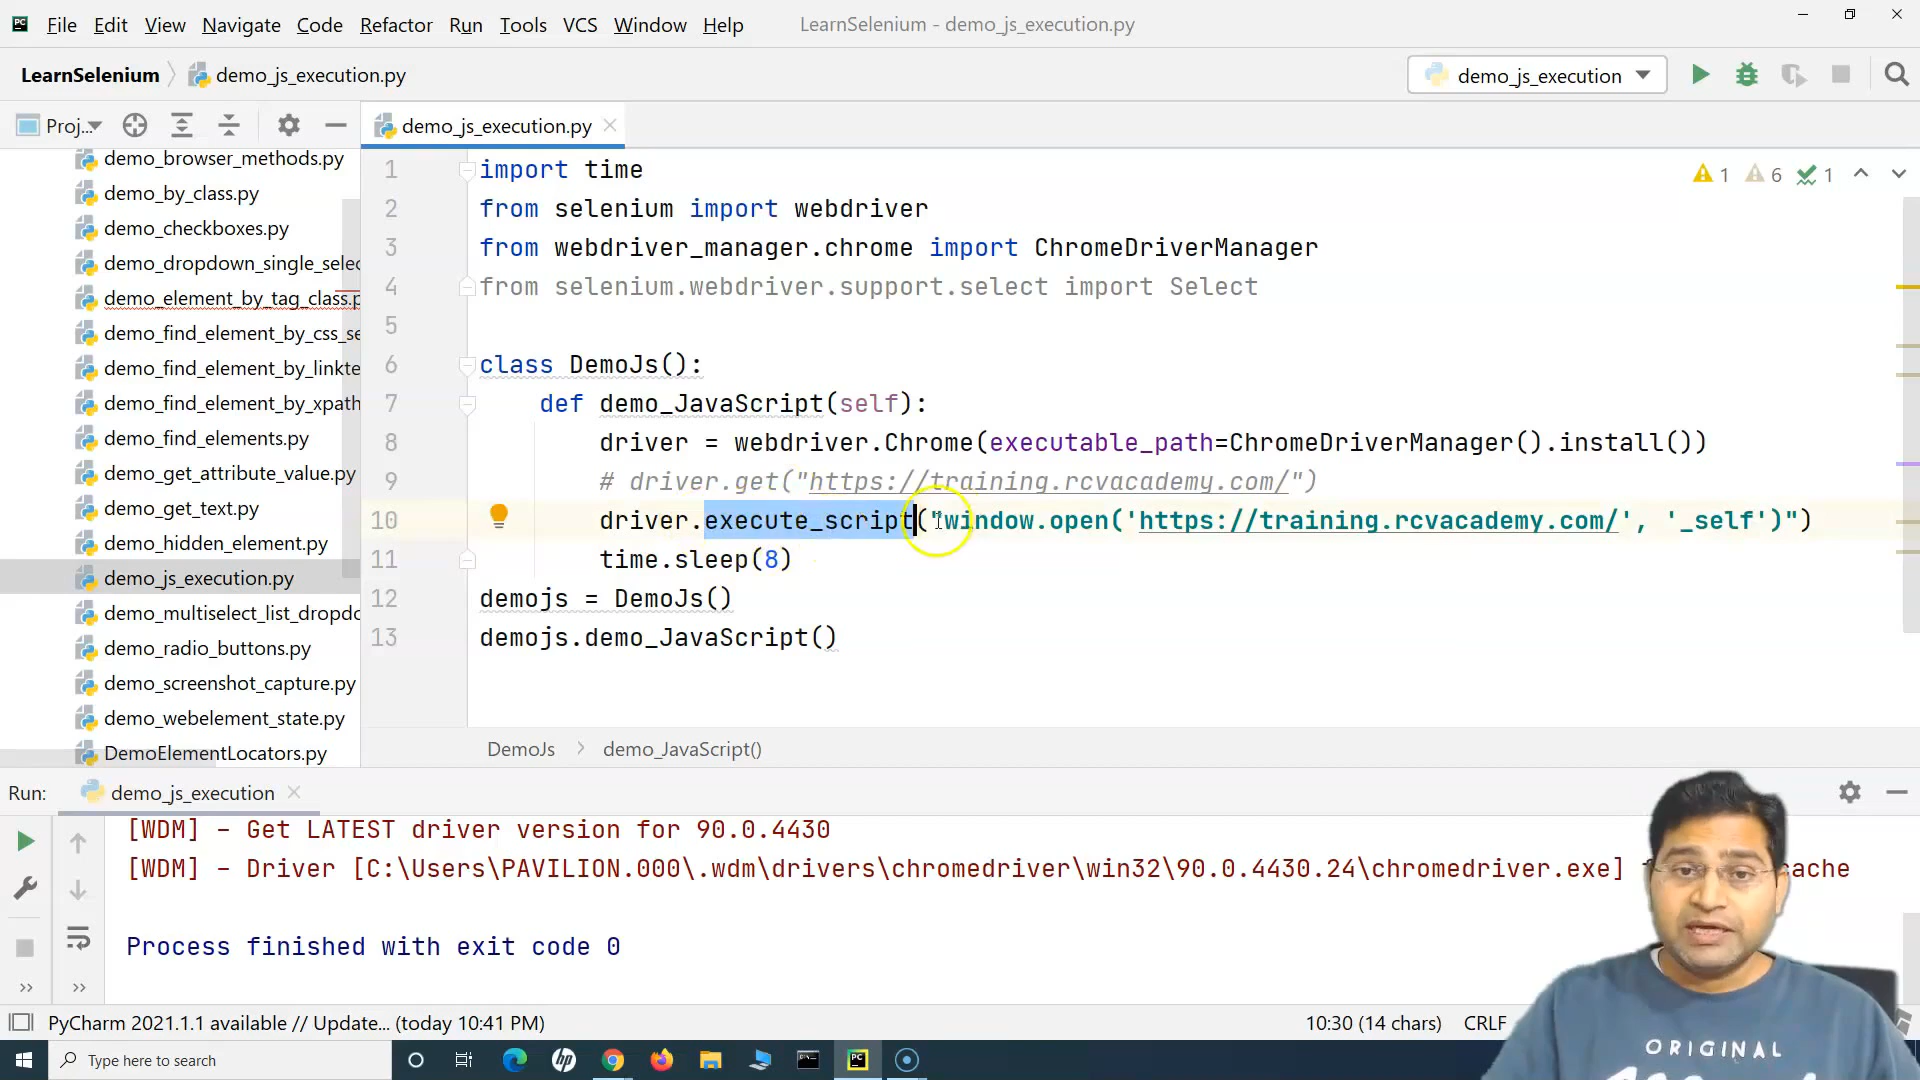 File Edit View Navigate Code Refactor Run Tools VCS Window Help LearnSelenium - demo_js_execution.py
LearnSelenium demo_js_execution.py demo_js_execution
Proj... demo_js_execution.py
demo_browser_methods.py
demo_by_class.py
demo_checkboxes.py
demo_dropdown_single_selec
demo_element_by_tag_class.p
demo_find_element_by_css_se
demo_find_element_by_linkte
demo_find_element_by_xpath
demo_find_elements.py
demo_get_attribute_value.py
demo_get_text.py
demo_hidden_element.py
demo_js_execution.py
demo_multiselect_list_dropdo
demo_radio_buttons.py
demo_screenshot_capture.py
demo_webelement_state.py
DemoElementLocators.py
1 import time
2 from selenium import webdriver
3 from webdriver_manager.chrome import ChromeDriverManager
4 from selenium.webdriver.support.select import Select
5
6 class DemoJs():
7 def demo_JavaScript(self):
8 driver = webdriver.Chrome(executable_path=ChromeDriverManager().install())
9 # driver.get("https://training.rcvacademy.com/")
10 driver.execute_script("window.open('https://training.rcvacademy.com/', '_self')")
11 time.sleep(8)
12 demojs = DemoJs()
13 demojs.demo_JavaScript()
1 6 1
DemoJs demo_JavaScript()
Run: demo_js_execution
[WDM] - Get LATEST driver version for 90.0.4430
[WDM] - Driver [C:\Users\PAVILION.000\.wdm\drivers\chromedriver\win32\90.0.4430.24\chromedriver.exe] f cache
Process finished with exit code 0
PyCharm 2021.1.1 available // Update... (today 10:41 PM) 10:30 (14 chars) CRLF
Type here to search
ORIGINAL